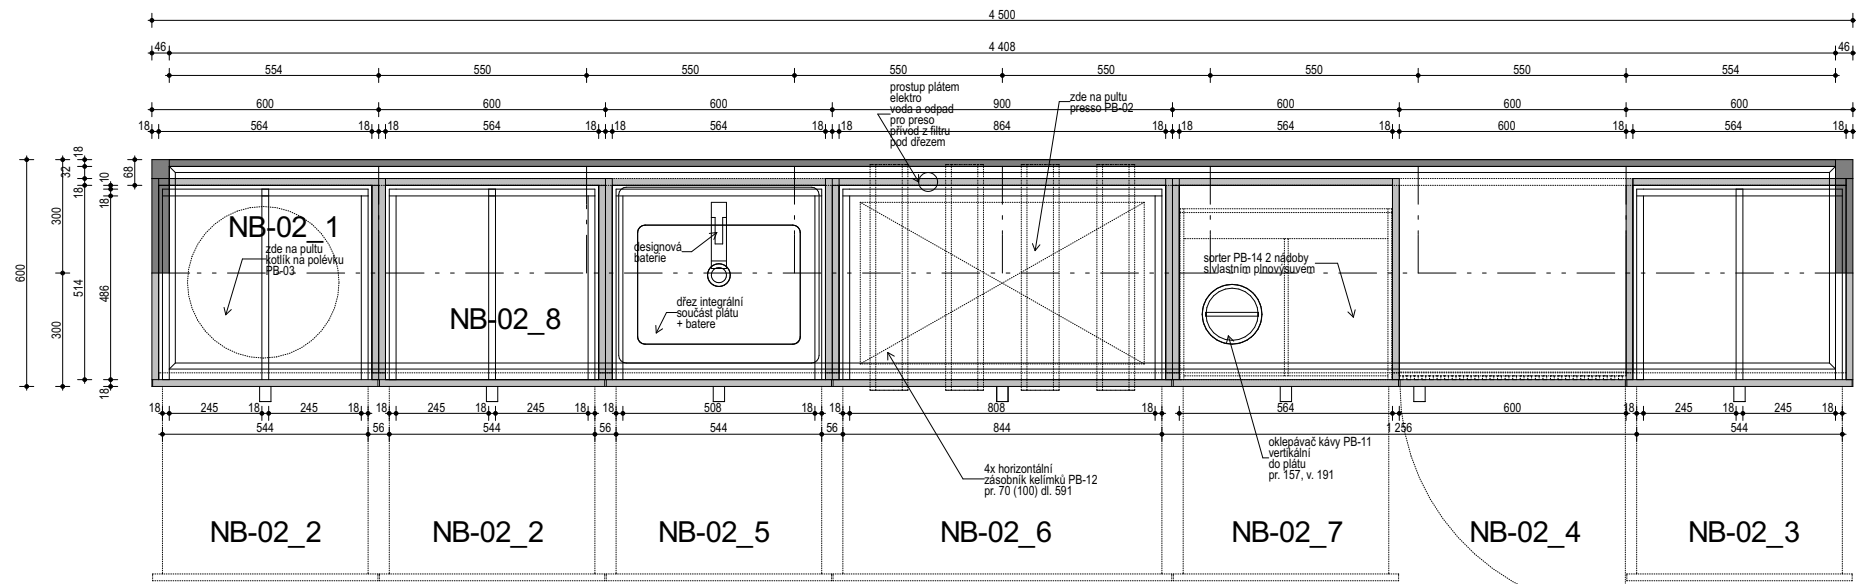 4 500
46 4 408 46
554 550 550 550 550 550 550 554
600 600 600 900 600 600 600
18 564 18 18 564 18 18 564 18 18 864 18 18 564 18 600 18 564
prostup plátem
elektro
voda a odpad
pro preso
přívod z filtru
pod dřezem
zde na pultu
presso PB-02
600
300
300
32
18
514
18
18
10
18
486
68
NB-02_1
zde na pultu
kotlík na polévku
PB-03
NB-02_8
designová
baterie
dřez integrální
součást plátu
+ batere
sorter PB-14 2 nádoby
s vlastním plnovýsuvem
18 245 18 245 18 18 245 18 245 18 18 508 18 18 808 18 564 600 18 245 18 245 18
544 56 544 56 544 56 844 1 256 544
4x horizontální
zásobník kelímků PB-12
pr. 70 (100) dl. 591
oklepávač kávy PB-11
vertikální
do plátu
pr. 157, v. 191
NB-02_2 NB-02_2 NB-02_5 NB-02_6 NB-02_7 NB-02_4 NB-02_3